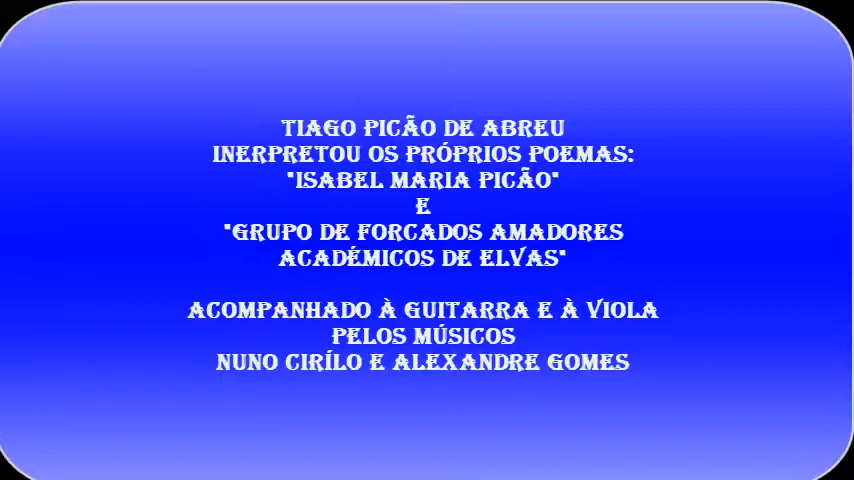 TIAGO PICÃO DE ABREU
INERPRETOU OS PRÓPRIOS POEMAS:
"ISABEL MARIA PICÃO"
E
"GRUPO DE FORCADOS AMADORES
ACADÉMICOS DE ELVAS"
ACOMPANHADO À GUITARRA E À VIOLA
PELOS MÚSICOS
NUNO CIRÍLO E ALEXANDRE GOMES